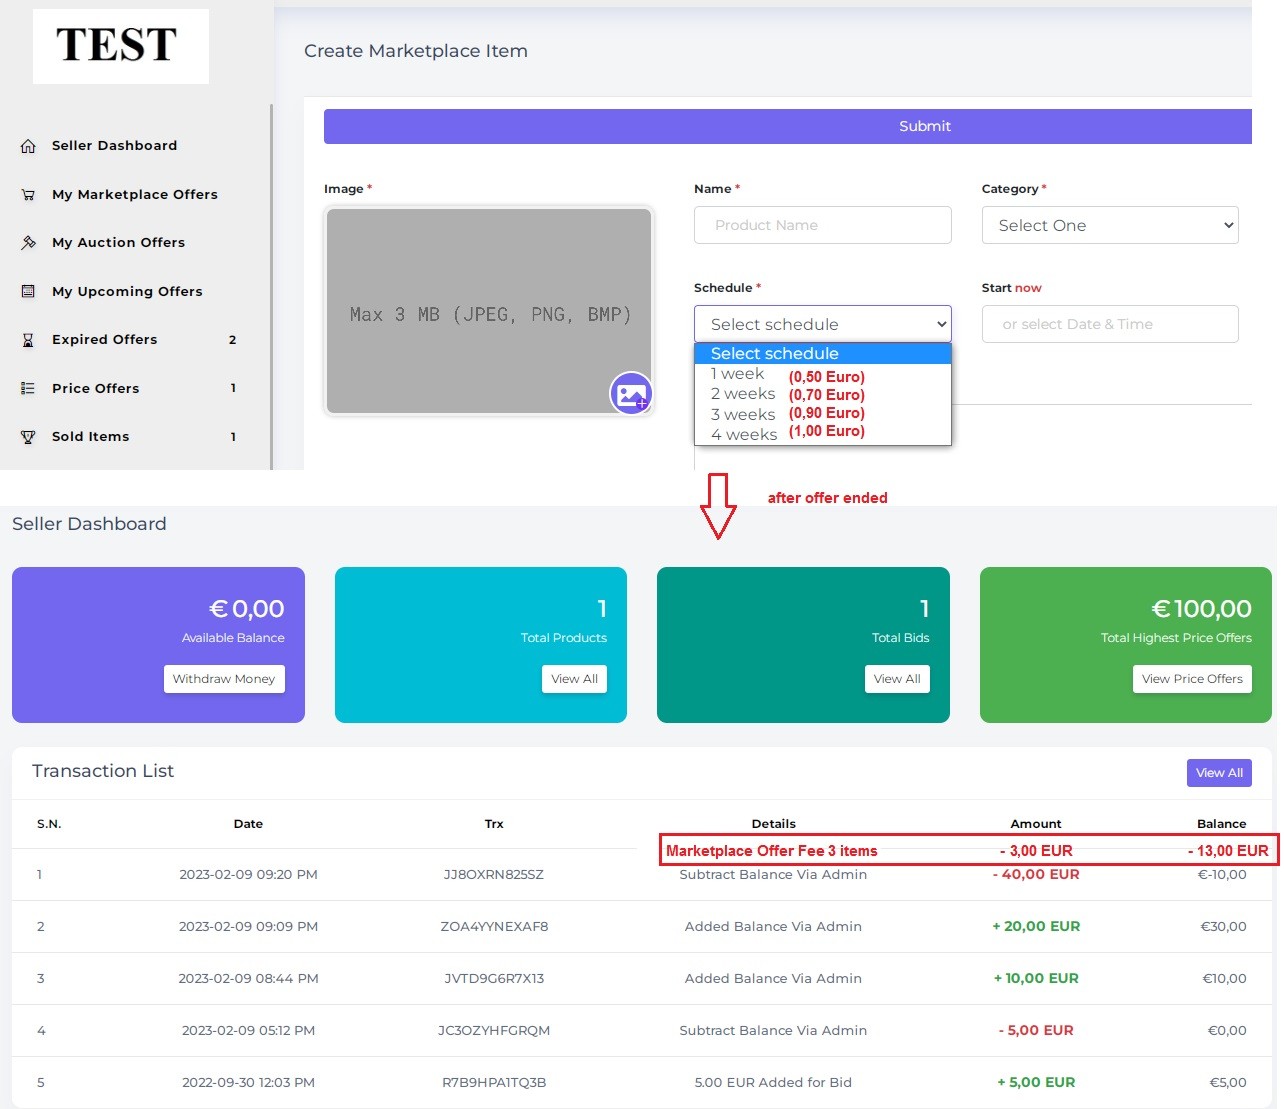 TEST
Create Marketplace Item
Submit
Seller Dashboard
My Marketplace Offers
My Auction Offers
My Upcoming Offers
Expired Offers 2
Price Offers 1
Sold Items 1
Image *
Max 3 MB (JPEG, PNG, BMP)
Name *
Product Name
Category *
Select One
Schedule *
Select schedule
Start now
or select Date & Time
Select schedule
1 week (0,50 Euro)
2 weeks (0,70 Euro)
3 weeks (0,90 Euro)
4 weeks (1,00 Euro)
after offer ended
Seller Dashboard
€ 0,00
Available Balance
Withdraw Money
1
Total Products
View All
1
Total Bids
View All
€ 100,00
Total Highest Price Offers
View Price Offers
Transaction List
View All
S.N. Date Trx Details Amount Balance
Marketplace Offer Fee 3 items - 3,00 EUR - 13,00 EUR
1 2023-02-09 09:20 PM JJ8OXRN825SZ Subtract Balance Via Admin - 40,00 EUR €-10,00
2 2023-02-09 09:09 PM ZOA4YYNEXAF8 Added Balance Via Admin + 20,00 EUR €30,00
3 2023-02-09 08:44 PM JVTD9G6R7X13 Added Balance Via Admin + 10,00 EUR €10,00
4 2023-02-09 05:12 PM JC3OZYHFGRQM Subtract Balance Via Admin - 5,00 EUR €0,00
5 2022-09-30 12:03 PM R7B9HPA1TQ3B 5.00 EUR Added for Bid + 5,00 EUR €5,00